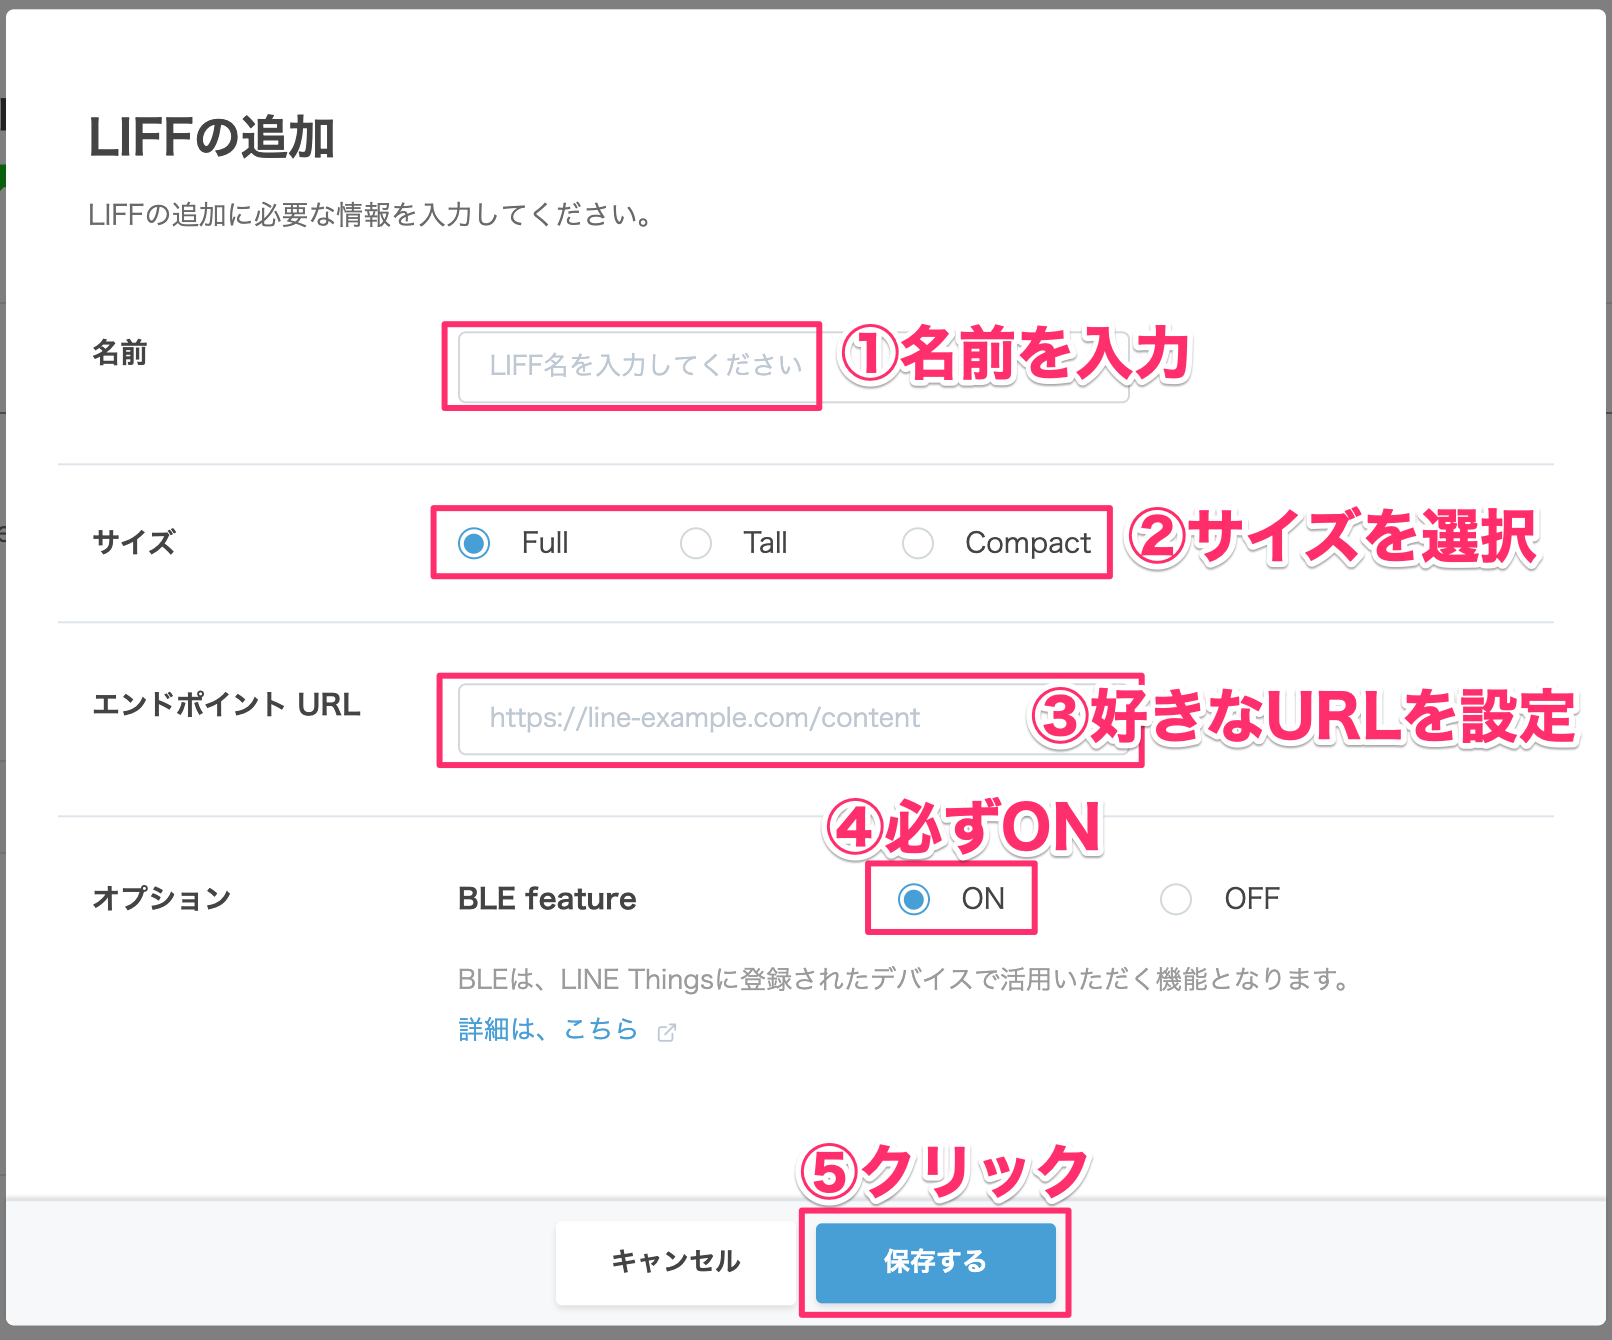 LIFFの追加
LIFFの追加に必要な情報を入力してください。
名前
LIFF名を入力してください
①名前を入力
サイズ
Full
Tall
Compact
②サイズを選択
エンドポイント URL
https://line-example.com/content
③好きなURLを設定
④必ずON
オプション
BLE feature
ON
OFF
BLEは、LINE Thingsに登録されたデバイスで活用いただく機能となります。
詳細は、こちら
⑤クリック
キャンセル
保存する